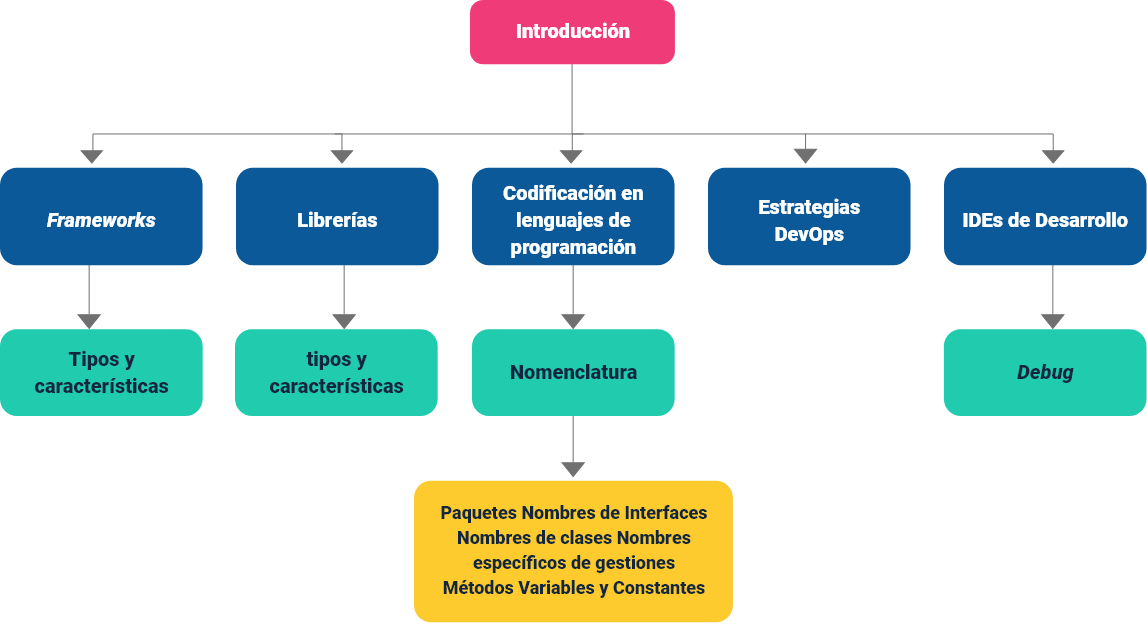 Introducción
Frameworks
Librerías
Codificación en
lenguajes de
programación
Estrategias
DevOps
IDEs de Desarrollo
Tipos y
características
tipos y
características
Nomenclatura
Debug
Paquetes Nombres de Interfaces
Nombres de clases Nombres
específicos de gestiones
Métodos Variables y Constantes